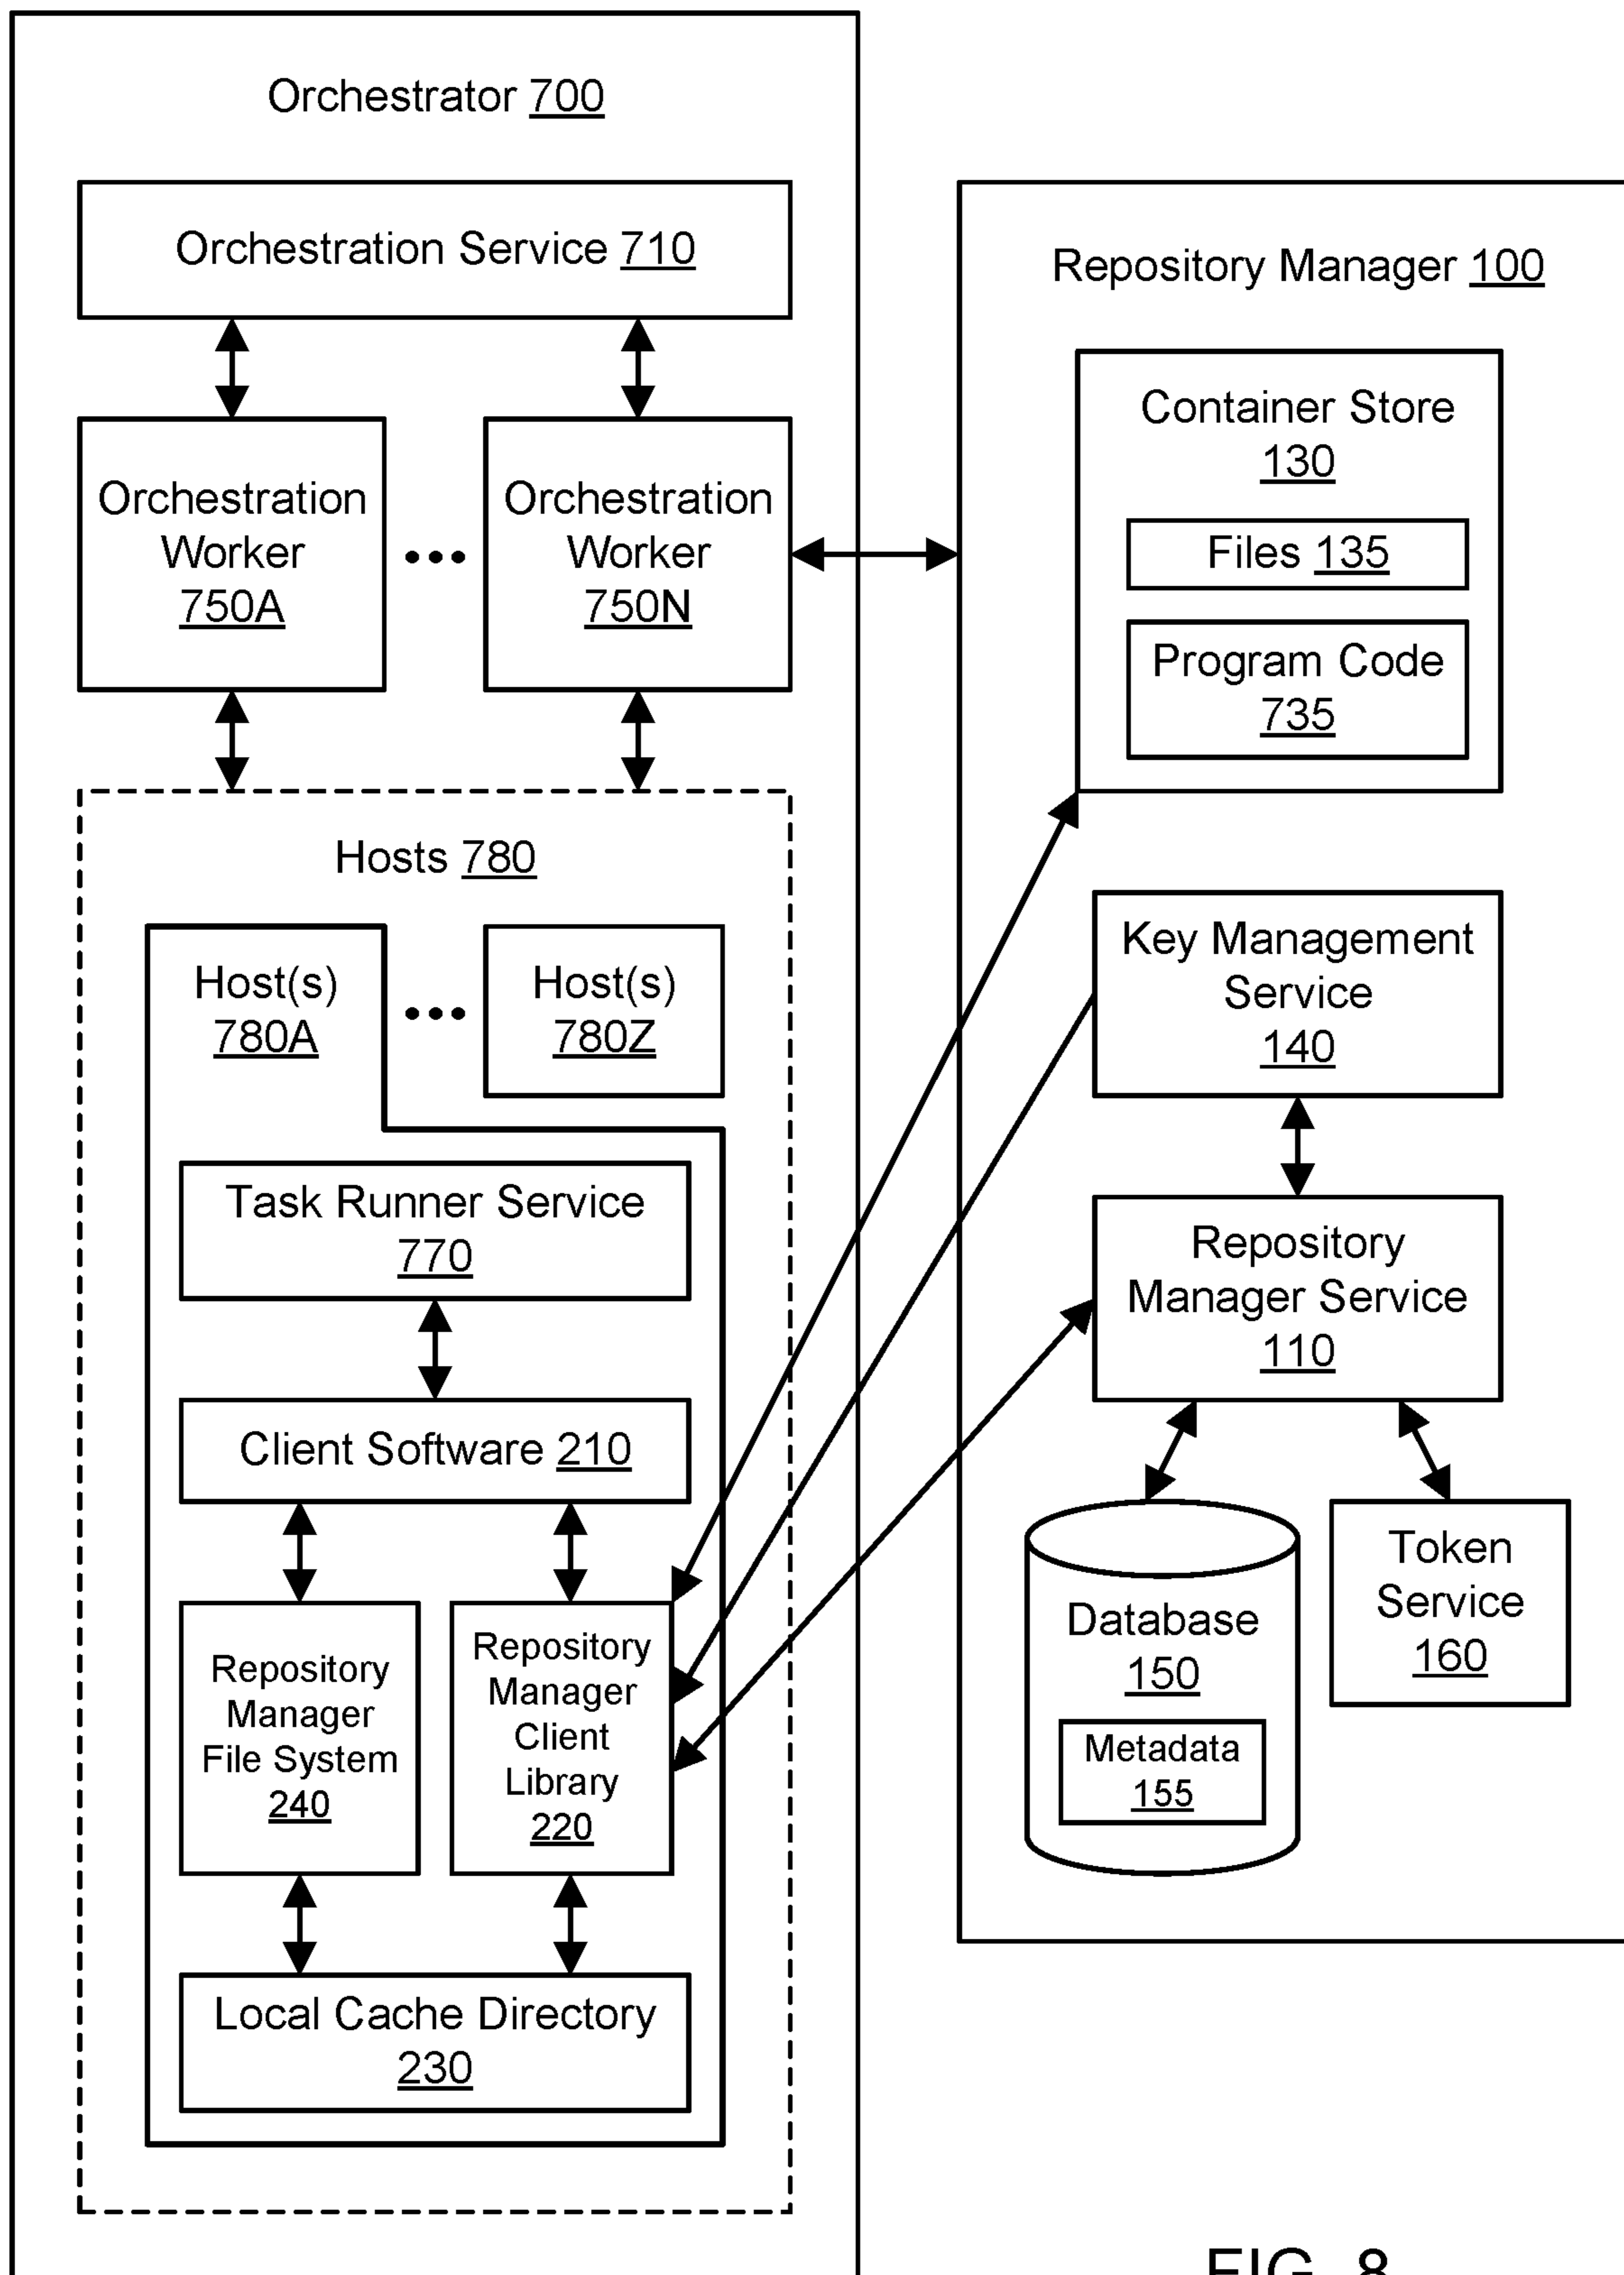 Orchestrator 700
Orchestration Service 710
Orchestration
Worker
750A
Orchestration
Worker
750N
Hosts 780
Host(s)
780A
Host(s)
780Z
Task Runner Service
770
Client Software 210
Repository
Manager
File System
240
Repository
Manager
Client
Library
220
Local Cache Directory
230
Repository Manager 100
Container Store
130
Files 135
Program Code
735
Key Management
Service
140
Repository
Manager Service
110
Database
150
Metadata
155
Token
Service
160
FIG. 8